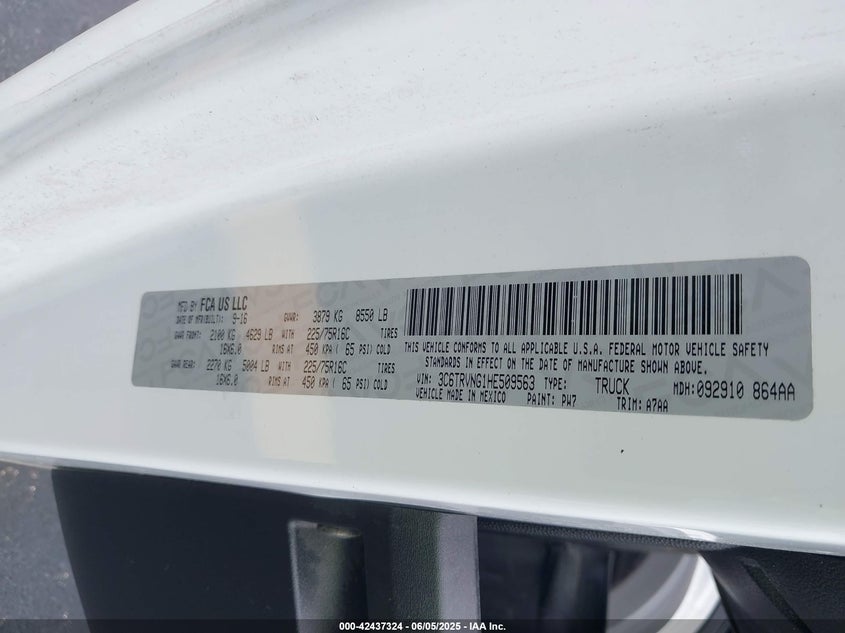 MFD BY FCA US LLC
DATE OF MFR(BUILT): 9-16 GVWR: 3879 KG 8550 LB
GAWR FRONT: 2100 KG 4629 LB WITH 225/75R16C TIRES
16X6.0 RIMS AT 450 KPA ( 65 PSI) COLD
GAWR REAR: 2270 KG 5004 LB WITH 225/75R16C TIRES
16X6.0 RIMS AT 450 KPA ( 65 PSI) COLD
THIS VEHICLE CONFORMS TO ALL APPLICABLE U.S.A. FEDERAL MOTOR VEHICLE SAFETY
STANDARDS IN EFFECT ON THE DATE OF MANUFACTURE SHOWN ABOVE.
VIN: 3C6TRVNG1HE509563 TYPE: TRUCK MDH:092910 864AA
VEHICLE MADE IN MEXICO PAINT: PW7 TRIM: A7AA
000-42437324 - 06/05/2025 - IAA Inc.